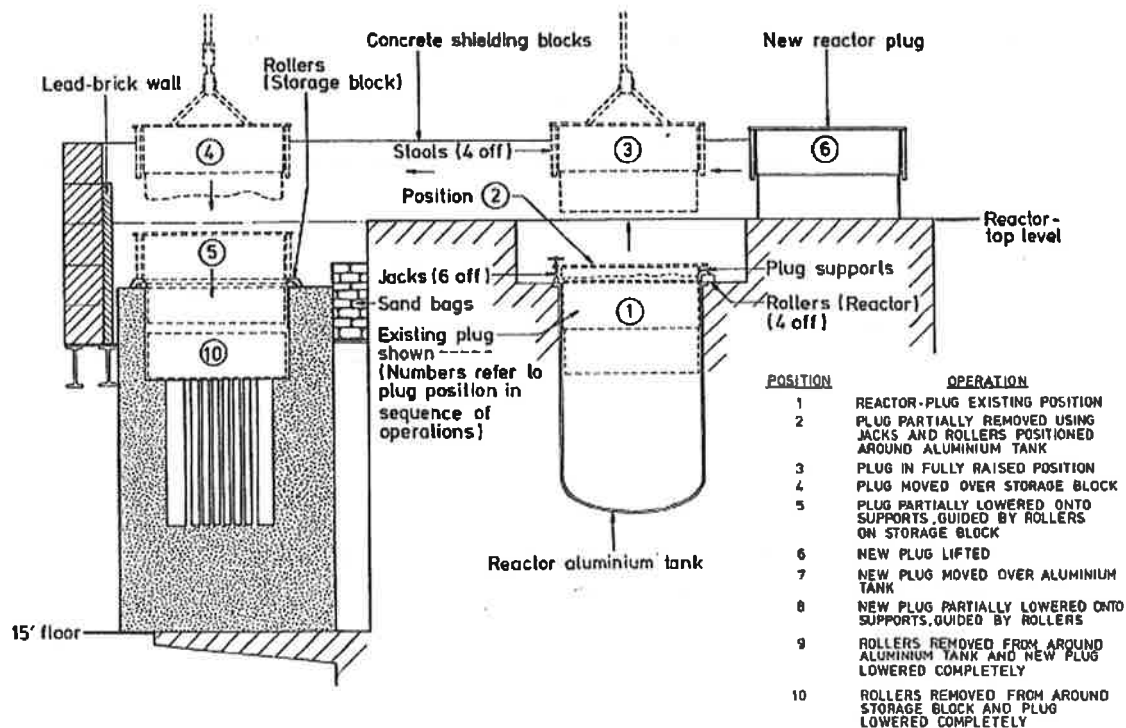 Concrete shielding blocks
New reactor plug
Rollers
(Storage block)
Lead-brick wall
4
Stools (4 off)
3
6
Position 2
Reactor-
top level
5
Jacks (6 off)
Plug supports
Sand bags
1
Rollers (Reactor)
(4 off)
Existing plug
shown ------
(Numbers refer to
plug position in
sequence of
operations)
10
Reactor aluminium tank
15' floor
POSITION OPERATION
1 REACTOR-PLUG EXISTING POSITION
2 PLUG PARTIALLY REMOVED USING
JACKS AND ROLLERS POSITIONED
AROUND ALUMINIUM TANK
3 PLUG IN FULLY RAISED POSITION
4 PLUG MOVED OVER STORAGE BLOCK
5 PLUG PARTIALLY LOWERED ONTO
SUPPORTS, GUIDED BY ROLLERS
ON STORAGE BLOCK
6 NEW PLUG LIFTED
7 NEW PLUG MOVED OVER ALUMINIUM
TANK
8 NEW PLUG PARTIALLY LOWERED ONTO
SUPPORTS, GUIDED BY ROLLERS
9 ROLLERS REMOVED FROM AROUND
ALUMINIUM TANK AND NEW PLUG
LOWERED COMPLETELY
10 ROLLERS REMOVED FROM AROUND
STORAGE BLOCK AND PLUG
LOWERED COMPLETELY